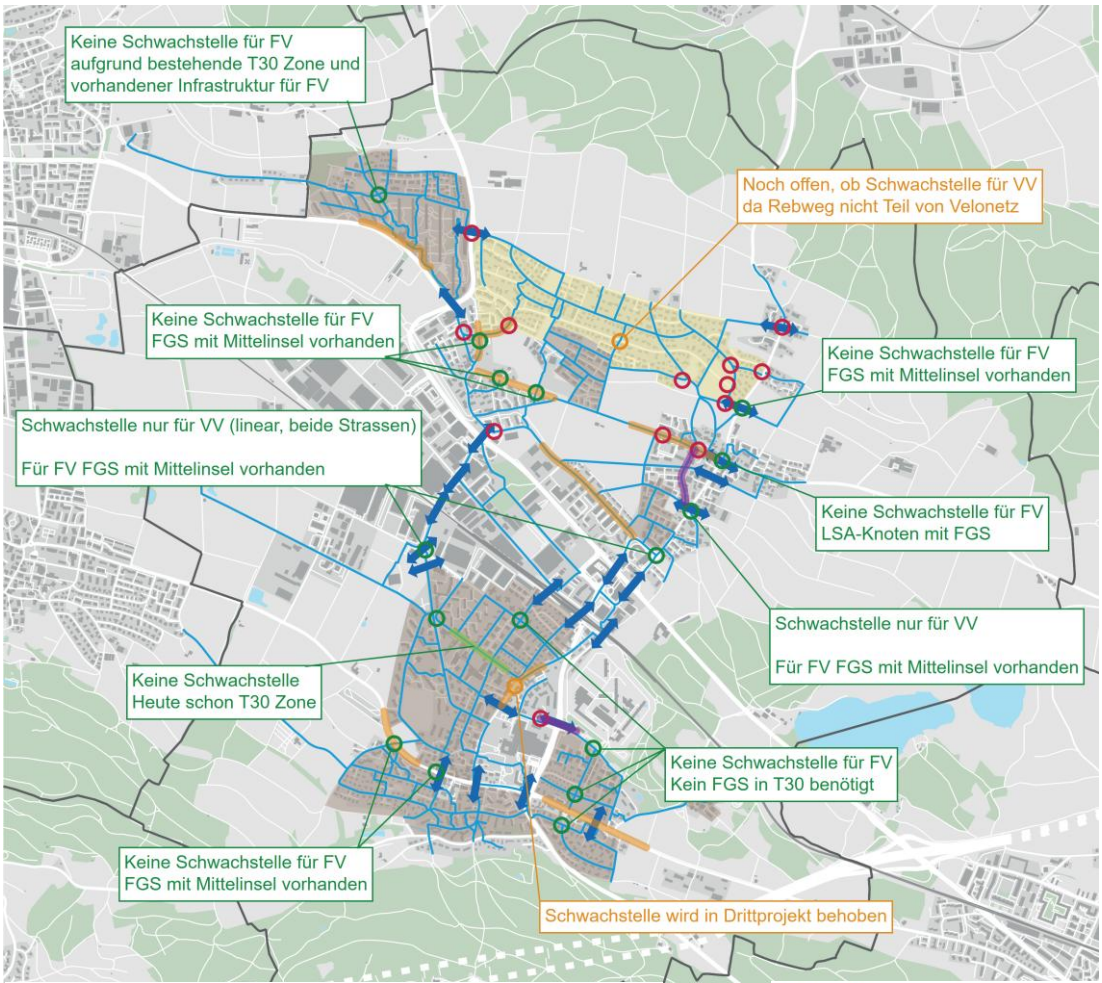 Keine Schwachstelle für FV
aufgrund bestehende T30 Zone und
vorhandener Infrastruktur für FV
Noch offen, ob Schwachstelle für VV
da Rebweg nicht Teil von Velonetz
Keine Schwachstelle für FV
FGS mit Mittelinsel vorhanden
Keine Schwachstelle für FV
FGS mit Mittelinsel vorhanden
Schwachstelle nur für VV (linear, beide Strassen)
Für FV FGS mit Mittelinsel vorhanden
Keine Schwachstelle für FV
LSA-Knoten mit FGS
Schwachstelle nur für VV
Für FV FGS mit Mittelinsel vorhanden
Keine Schwachstelle
Heute schon T30 Zone
Keine Schwachstelle für FV
Kein FGS in T30 benötigt
Keine Schwachstelle für FV
FGS mit Mittelinsel vorhanden
Schwachstelle wird in Drittprojekt behoben